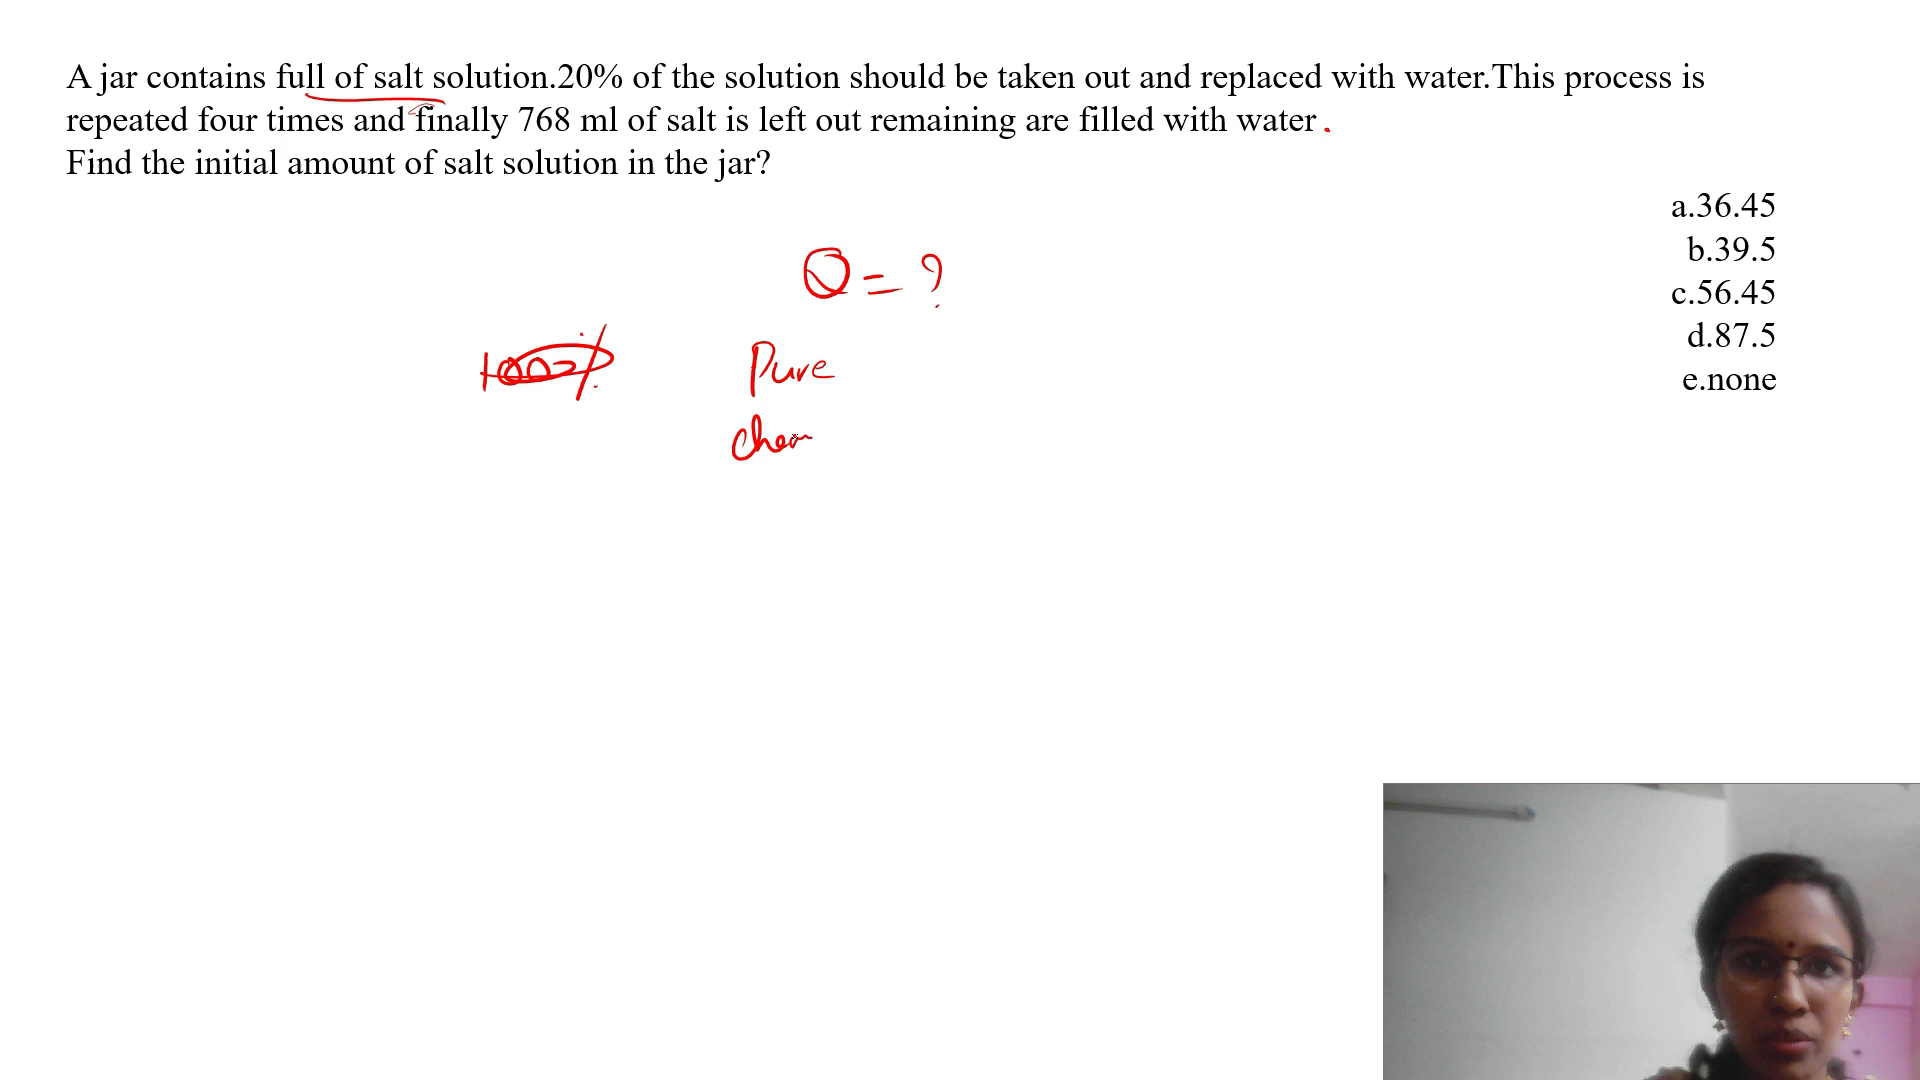 A jar contains full of salt solution.20% of the solution should be taken out and replaced with water.This process is
repeated four times and finally 768 ml of salt is left out remaining are filled with water.
Find the initial amount of salt solution in the jar?
a.36.45
b.39.5
c.56.45
d.87.5
e.none
Q = ?
100%
Pure
chem